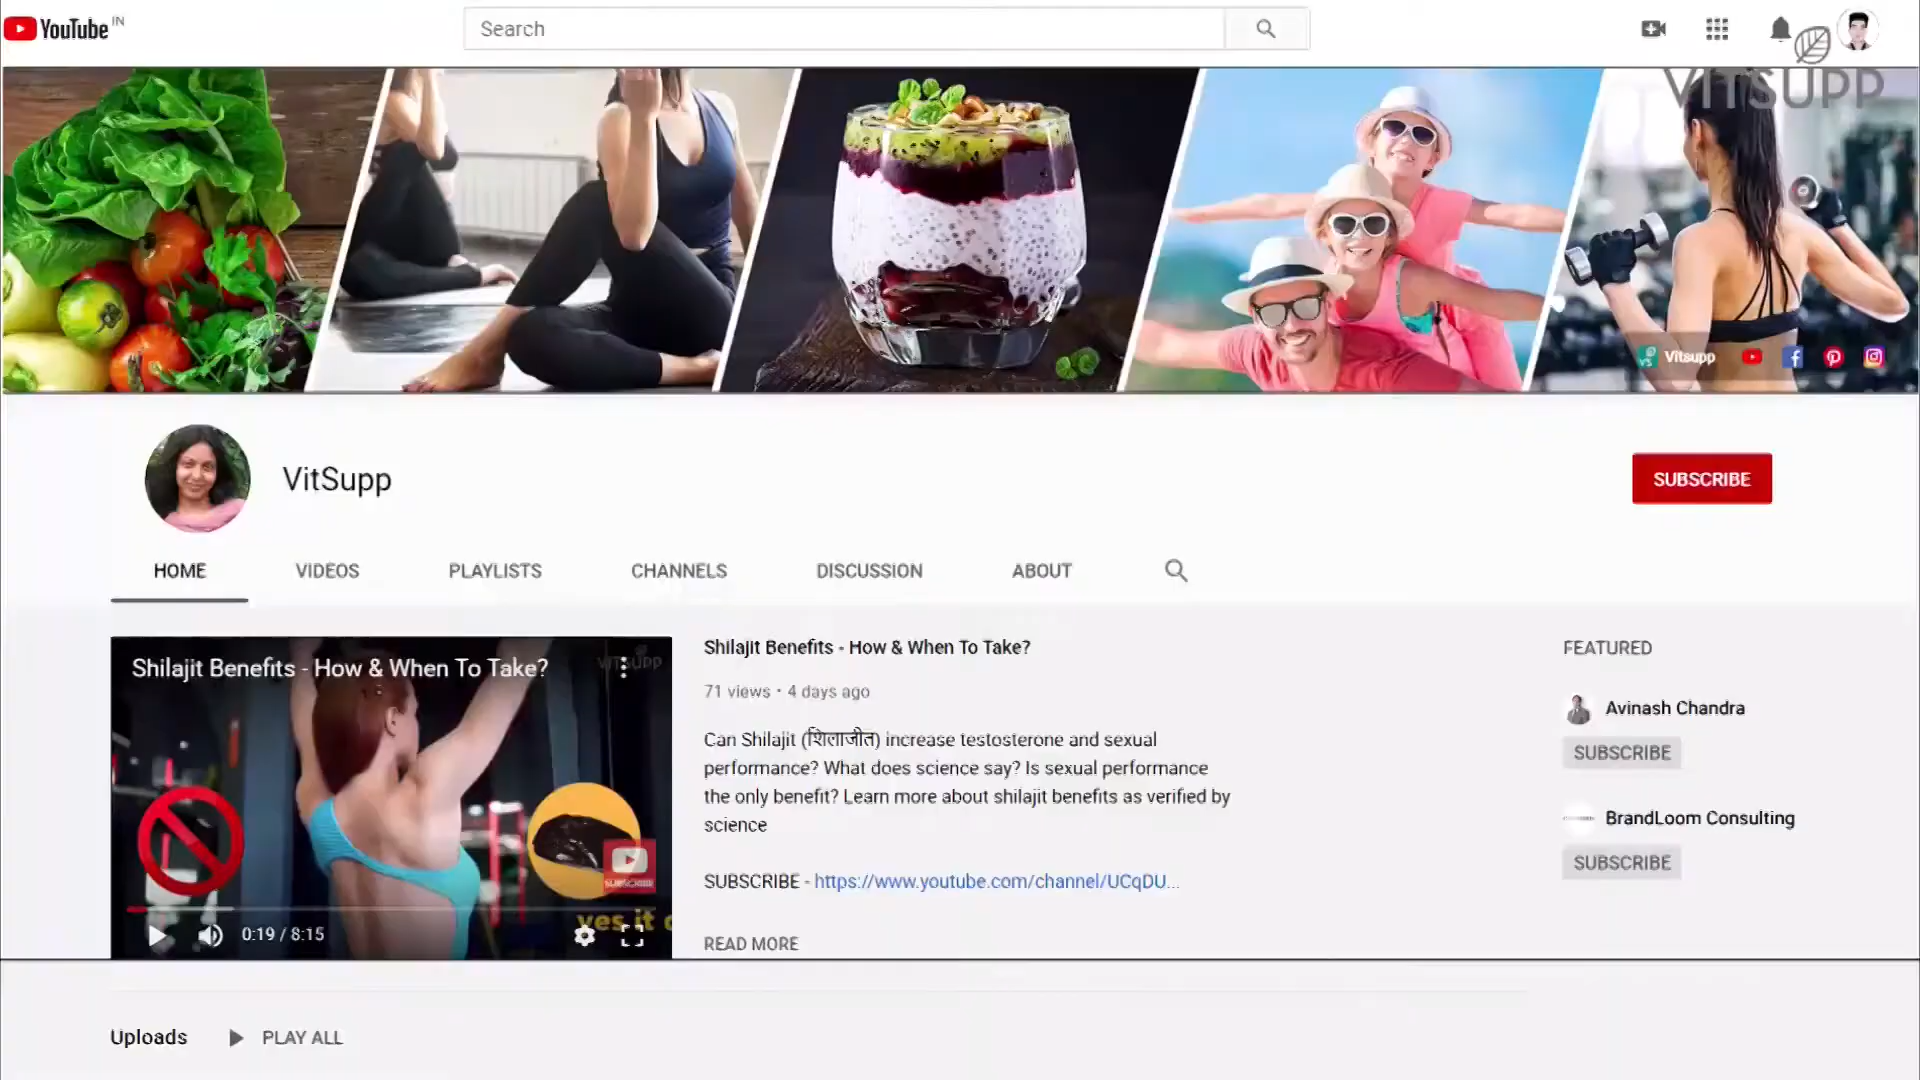 YouTube IN
Search
VITSUPP
Vitsupp
VitSupp
SUBSCRIBE
HOME
VIDEOS
PLAYLISTS
CHANNELS
DISCUSSION
ABOUT
Shilajit Benefits - How & When To Take?
VITSUPP
SUBSCRIBE
yes it
0:19 / 8:15
Shilajit Benefits - How & When To Take?
71 views • 4 days ago
Can Shilajit (शिलाजीत) increase testosterone and sexual
performance? What does science say? Is sexual performance
the only benefit? Learn more about shilajit benefits as verified by
science
SUBSCRIBE - https://www.youtube.com/channel/UCqDU...
READ MORE
FEATURED
Avinash Chandra
SUBSCRIBE
BrandLoom Consulting
SUBSCRIBE
Uploads
PLAY ALL